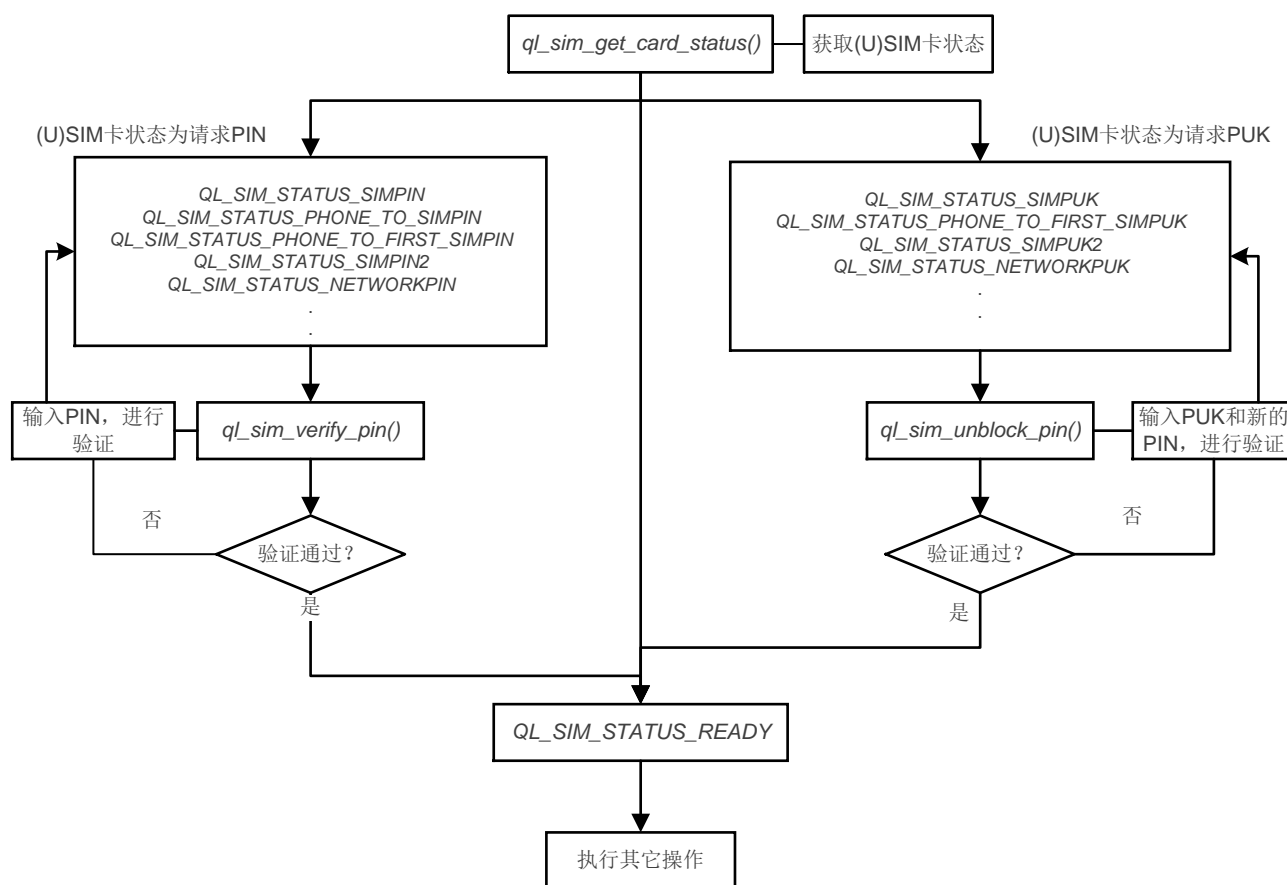 ql_sim_get_card_status()
获取(U)SIM卡状态
(U)SIM卡状态为请求PIN
(U)SIM卡状态为请求PUK
QL_SIM_STATUS_SIMPIN
QL_SIM_STATUS_PHONE_TO_SIMPIN
QL_SIM_STATUS_PHONE_TO_FIRST_SIMPIN
QL_SIM_STATUS_SIMPIN2
QL_SIM_STATUS_NETWORKPIN
.
.
QL_SIM_STATUS_SIMPUK
QL_SIM_STATUS_PHONE_TO_FIRST_SIMPUK
QL_SIM_STATUS_SIMPUK2
QL_SIM_STATUS_NETWORKPUK
.
.
输入PIN，进行
验证
ql_sim_verify_pin()
ql_sim_unblock_pin()
输入PUK和新的
PIN，进行验证
否
验证通过？
是
否
验证通过？
是
QL_SIM_STATUS_READY
执行其它操作